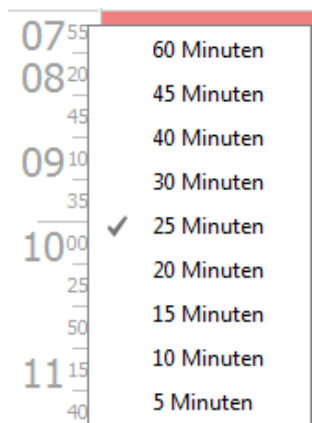 07 55
08 20
45
09 10
35
10 00
25
50
11 15
40
60 Minuten
45 Minuten
40 Minuten
30 Minuten
25 Minuten
20 Minuten
15 Minuten
10 Minuten
5 Minuten